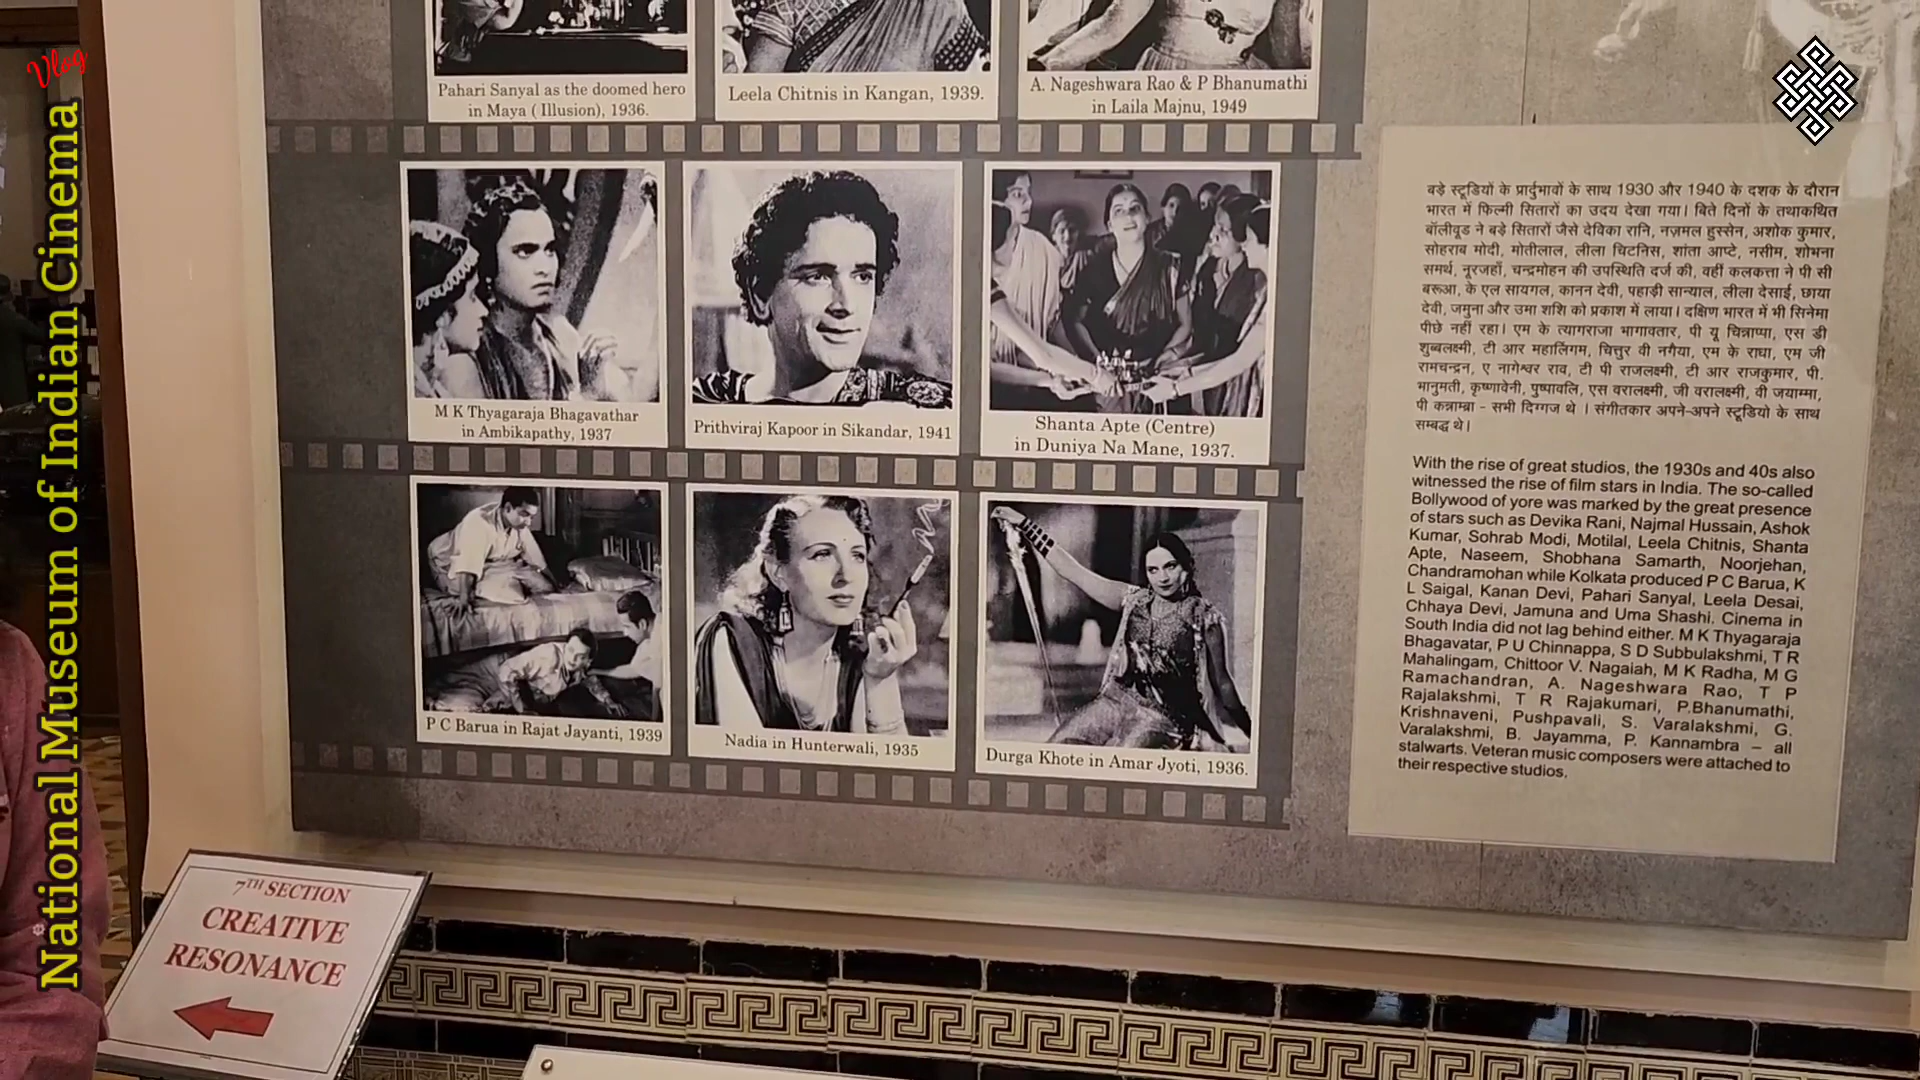 Vlog
National Museum of Indian Cinema
Pahari Sanyal as the doomed hero
in Maya ( Illusion), 1936.
Leela Chitnis in Kangan, 1939.
A. Nageshwara Rao & P Bhanumathi
in Laila Majnu, 1949
M K Thyagaraja Bhagavathar
in Ambikapathy, 1937
Prithviraj Kapoor in Sikandar, 1941
Shanta Apte (Centre)
in Duniya Na Mane, 1937.
P C Barua in Rajat Jayanti, 1939
Nadia in Hunterwali, 1935
Durga Khote in Amar Jyoti, 1936.
बड़े स्टूडियों के प्रार्दुभावों के साथ 1930 और 1940 के दशक के दौरान
भारत में फिल्मी सितारों का उदय देखा गया। बिते दिनों के तथाकथित
बॉलीवूड ने बड़े सितारों जैसे देविका रानि, नज़मल हुस्सेन, अशोक कुमार,
सोहराब मोदी, मोतीलाल, लीला चिटनिस, शांता आप्टे, नसीम, शोभना
समर्थ, नूरजहाँ, चन्द्रमोहन की उपस्थिति दर्ज की, वहीं कलकत्ता ने पी सी
बरूआ, के एल सायगल, कानन देवी, पहाड़ी सान्याल, लीला देसाई, छाया
देवी, जमुना और उमा शशि को प्रकाश में लाया। दक्षिण भारत में भी सिनेमा
पीछे नहीं रहा। एम के त्यागराजा भागावतार, पी यू चिन्नाप्पा, एस डी
शुब्बलक्ष्मी, टी आर महालिंगम, चित्तुर वी नगैया, एम के राधा, एम जी
रामचन्द्रन, ए नागेश्वर राव, टी पी राजलक्ष्मी, टी आर राजकुमार, पी.
भानुमती, कृष्णावेनी, पुष्पावलि, एस वरालक्ष्मी, जी वरालक्ष्मी, वी जयाम्मा,
पी कन्नाम्ब्रा - सभी दिग्गज थे । संगीतकार अपने-अपने स्टूडियो के साथ
सम्बद्ध थे।
With the rise of great studios, the 1930s and 40s also
witnessed the rise of film stars in India. The so-called
Bollywood of yore was marked by the great presence
of stars such as Devika Rani, Najmal Hussain, Ashok
Kumar, Sohrab Modi, Motilal, Leela Chitnis, Shanta
Apte, Naseem, Shobhana Samarth, Noorjehan,
Chandramohan while Kolkata produced P C Barua, K
L Saigal, Kanan Devi, Pahari Sanyal, Leela Desai,
Chhaya Devi, Jamuna and Uma Shashi. Cinema in
South India did not lag behind either. M K Thyagaraja
Bhagavatar, P U Chinnappa, S D Subbulakshmi, T R
Mahalingam, Chittoor V. Nagaiah, M K Radha, M G
Ramachandran, A. Nageshwara Rao, T P
Rajalakshmi, T R Rajakumari, P.Bhanumathi,
Krishnaveni, Pushpavali, S. Varalakshmi, G.
Varalakshmi, B. Jayamma, P. Kannambra – all
stalwarts. Veteran music composers were attached to
their respective studios.
7TH SECTION
CREATIVE
RESONANCE